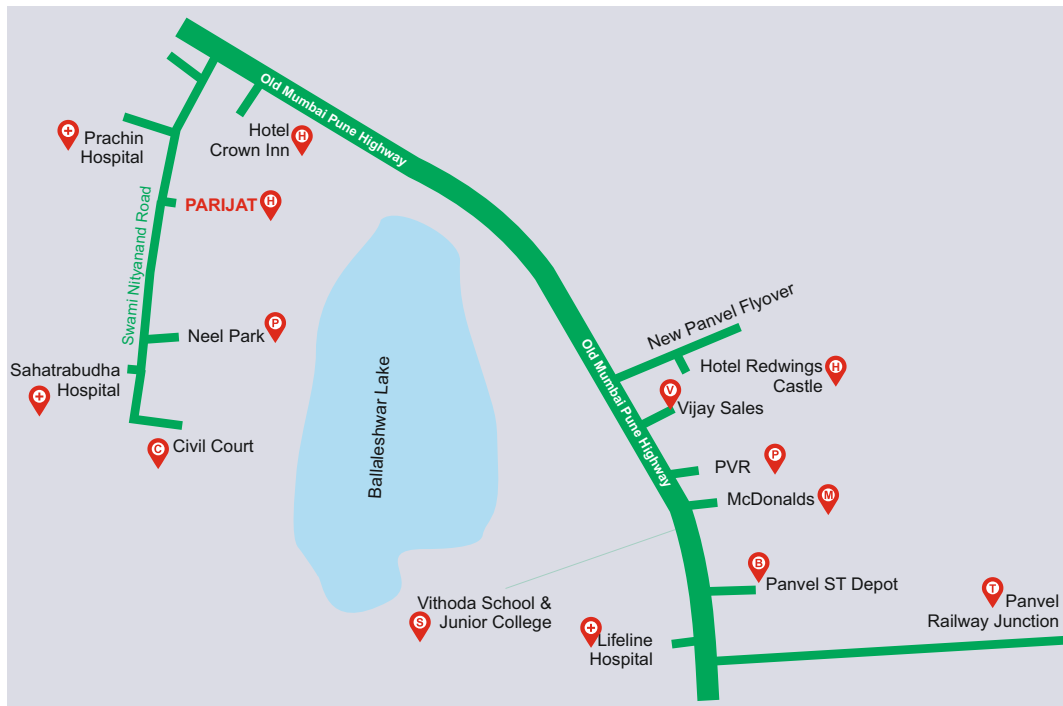 Old Mumbai Pune Highway
Hotel
Crown Inn
H
+
Prachin
Hospital
PARIJAT
H
Swami Nityanand Road
Neel Park
P
Sahatrabudha
Hospital
+
C
Civil Court
Ballaleshwar Lake
New Panvel Flyover
Old Mumbai Pune Highway
Hotel Redwings
Castle
H
V
Vijay Sales
PVR
P
McDonalds
M
B
Panvel ST Depot
T
Panvel
Railway Junction
Vithoda School &
Junior College
S
+
Lifeline
Hospital